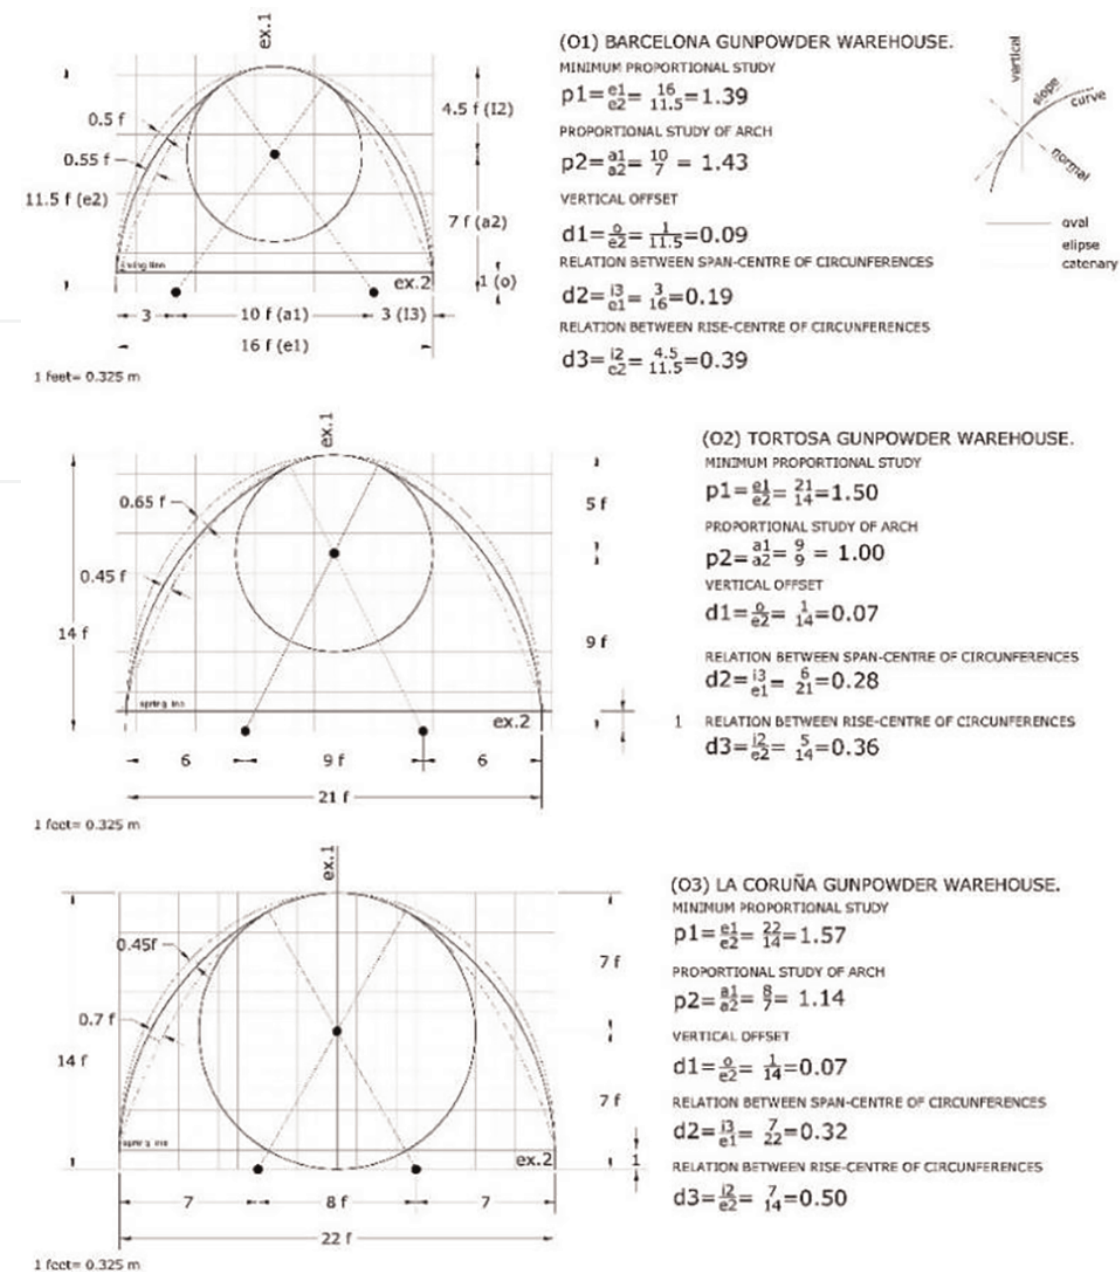 ex.1
0.5 f
0.55 f
11.5 f (e2)
4.5 f (I2)
7 f (a2)
ex.2
1 (o)
3
10 f (a1)
3 (I3)
16 f (e1)
1 feet= 0.325 m
(O1) BARCELONA GUNPOWDER WAREHOUSE.
MINIMUM PROPORTIONAL STUDY
p1=e1/e2= 16/11.5=1.39
PROPORTIONAL STUDY OF ARCH
p2=a1/a2= 10/7 = 1.43
VERTICAL OFFSET
d1=o/e2= 1/11.5=0.09
RELATION BETWEEN SPAN-CENTRE OF CIRCUNFERENCES
d2=i3/e1= 3/16=0.19
RELATION BETWEEN RISE-CENTRE OF CIRCUNFERENCES
d3=i2/e2= 4.5/11.5=0.39
vertical
slope
curve
normal
oval
elipse
catenary
ex.1
0.65 f
0.45 f
14 f
5 f
9 f
spring line
ex.2
1
6
9 f
6
21 f
1 feet= 0.325 m
(O2) TORTOSA GUNPOWDER WAREHOUSE.
MINIMUM PROPORTIONAL STUDY
p1=e1/e2= 21/14=1.50
PROPORTIONAL STUDY OF ARCH
p2=a1/a2= 9/9 = 1.00
VERTICAL OFFSET
d1=o/e2= 1/14=0.07
RELATION BETWEEN SPAN-CENTRE OF CIRCUNFERENCES
d2=i3/e1= 6/21=0.28
RELATION BETWEEN RISE-CENTRE OF CIRCUNFERENCES
d3=i2/e2= 5/14=0.36
ex.1
0.45f
0.7 f
14 f
7 f
7 f
ex.2
1
7
8 f
7
22 f
1 feet= 0.325 m
(O3) LA CORUÑA GUNPOWDER WAREHOUSE.
MINIMUM PROPORTIONAL STUDY
p1=e1/e2= 22/14=1.57
PROPORTIONAL STUDY OF ARCH
p2=a1/a2= 8/7= 1.14
VERTICAL OFFSET
d1=o/e2= 1/14=0.07
RELATION BETWEEN SPAN-CENTRE OF CIRCUNFERENCES
d2=i3/e1= 7/22=0.32
RELATION BETWEEN RISE-CENTRE OF CIRCUNFERENCES
d3=i2/e2= 7/14=0.50